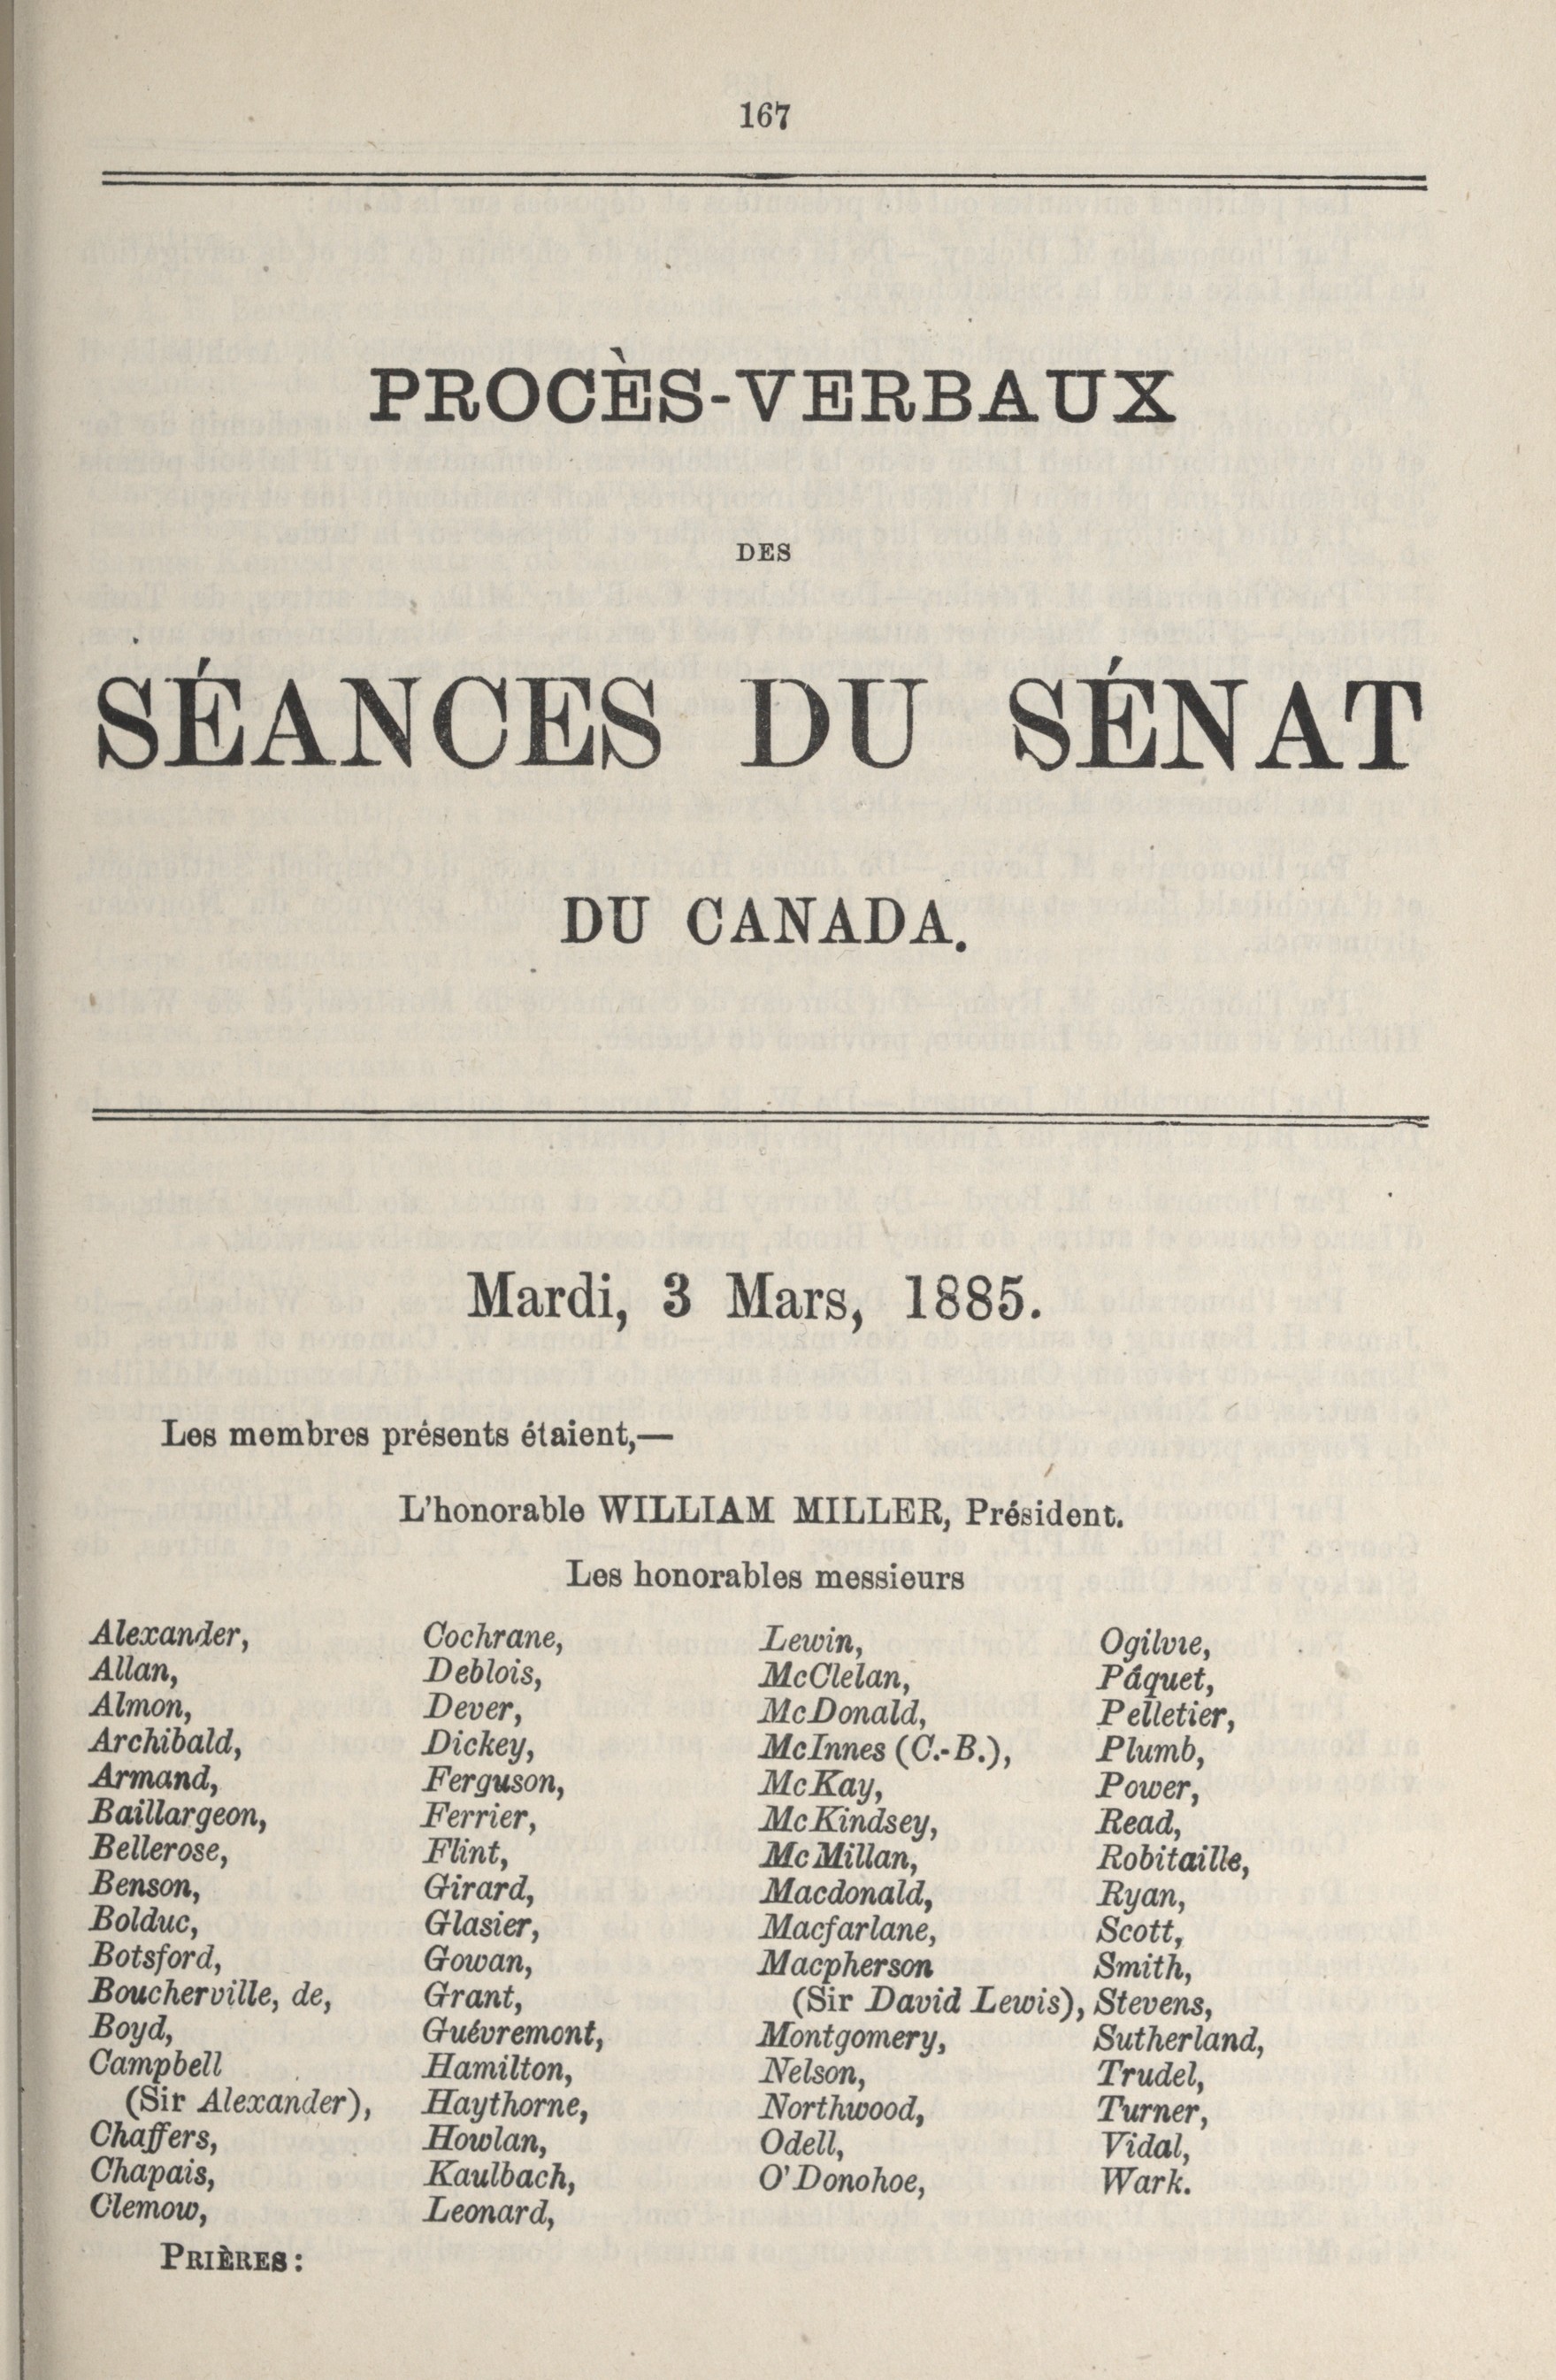 167
PROCÈS-VERBAUX
DES
SÉANCES DU SÉNAT
DU CANADA.
Mardi, 3 Mars, 1885.
Les membres présents étaient,—
L'honorable WILLIAM MILLER, Président.
Les honorables messieurs
Alexander,
Allan,
Almon,
Archibald,
Armand,
Baillargeon,
Bellerose,
Benson,
Bolduc,
Botsford,
Boucherville, de,
Boyd,
Campbell
(Sir Alexander),
Chaffers,
Chapais,
Clemow,
Cochrane,
Deblois,
Dever,
Dickey,
Ferguson,
Ferrier,
Flint,
Girard,
Glasier,
Gowan,
Grant,
Guévremont,
Hamilton,
Haythorne,
Howlan,
Kaulbach,
Leonard,
Lewin,
McClelan,
McDonald,
McInnes (C.-B.),
McKay,
McKindsey,
McMillan,
Macdonald,
Macfarlane,
Macpherson
(Sir David Lewis),
Montgomery,
Nelson,
Northwood,
Odell,
O'Donohoe,
Ogilvie,
Pâquet,
Pelletier,
Plumb,
Power,
Read,
Robitaille,
Ryan,
Scott,
Smith,
Stevens,
Sutherland,
Trudel,
Turner,
Vidal,
Wark.
PRIÈRES: